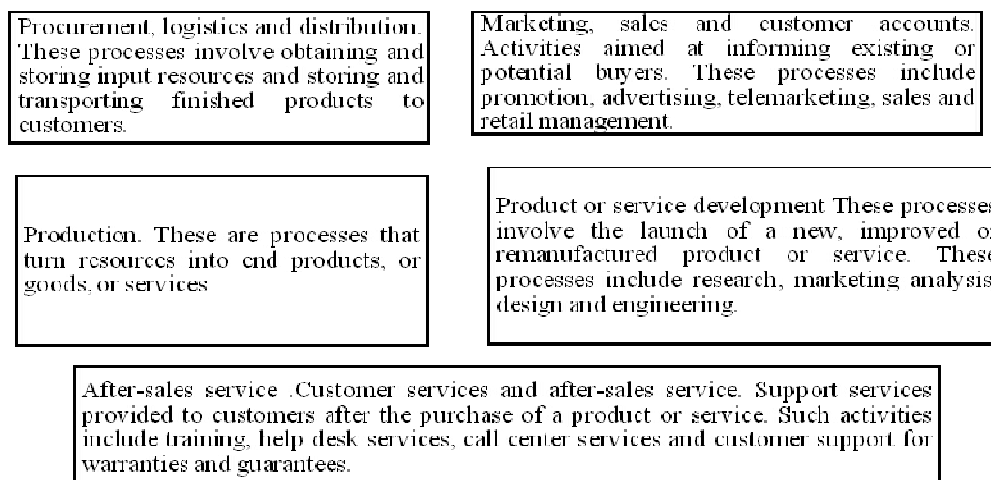 Procurement, logistics and distribution.
These processes involve obtaining and
storing input resources and storing and
transporting finished products to
customers.
Marketing, sales and customer accounts.
Activities aimed at informing existing or
potential buyers. These processes include
promotion, advertising, telemarketing, sales and
retail management.
Production. These are processes that
turn resources into end products, or
goods, or services
Product or service development These processes
involve the launch of a new, improved or
remanufactured product or service. These
processes include research, marketing analysis,
design and engineering.
After-sales service .Customer services and after-sales service. Support services
provided to customers after the purchase of a product or service. Such activities
include training, help desk services, call center services and customer support for
warranties and guarantees.